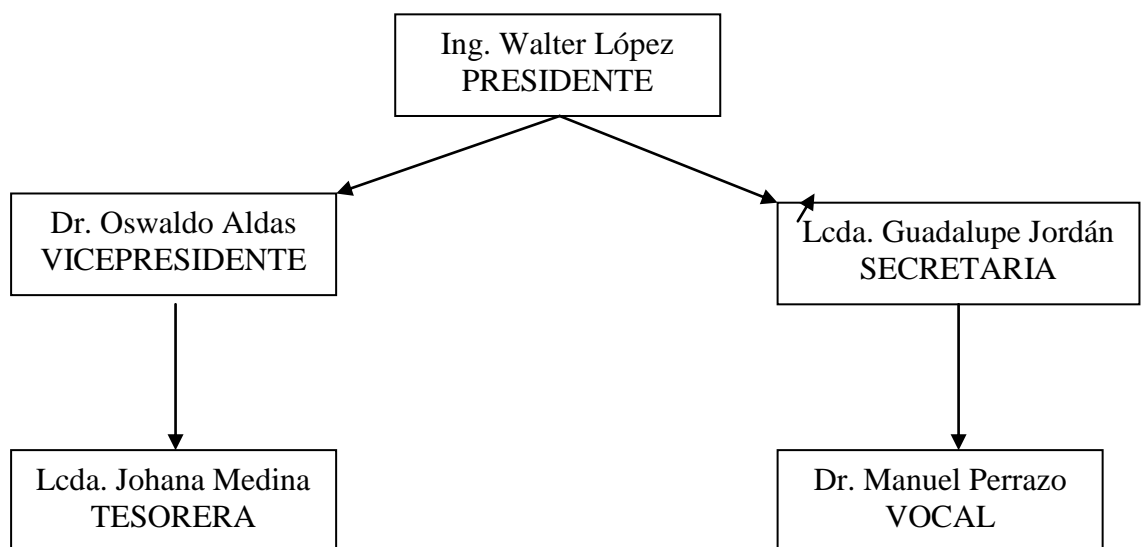 Ing. Walter López
PRESIDENTE
Dr. Oswaldo Aldas
VICEPRESIDENTE
Lcda. Guadalupe Jordán
SECRETARIA
Lcda. Johana Medina
TESORERA
Dr. Manuel Perrazo
VOCAL